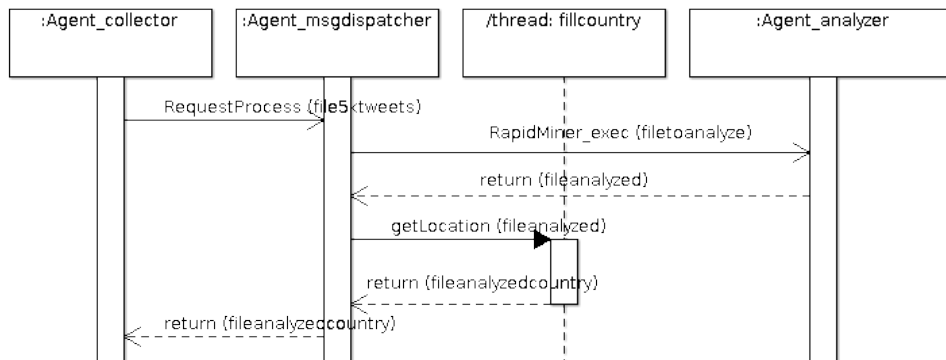 :Agent_collector
:Agent_msgdispatcher
/thread: fillcountry
:Agent_analyzer
RequestProcess (file5ktweets)
RapidMiner_exec (filetoanalyze)
return (fileanalyzed)
getLocation (fileanalyzed)
return (fileanalyzedcountry)
return (fileanalyzedcountry)